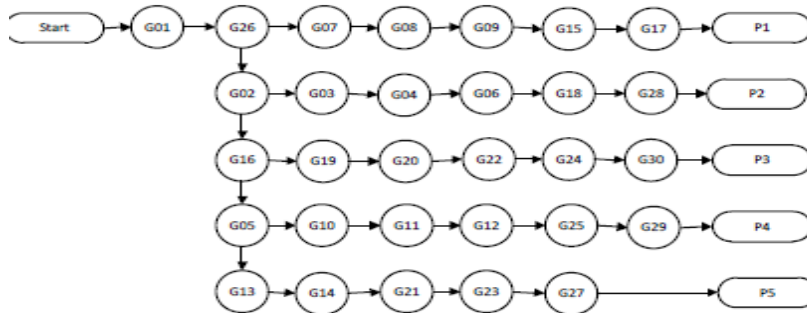 Start G01 G26 G07 G08 G09 G15 G17 P1
G02 G03 G04 G06 G18 G28 P2
G16 G19 G20 G22 G24 G30 P3
G05 G10 G11 G12 G25 G29 P4
G13 G14 G21 G23 G27 P5